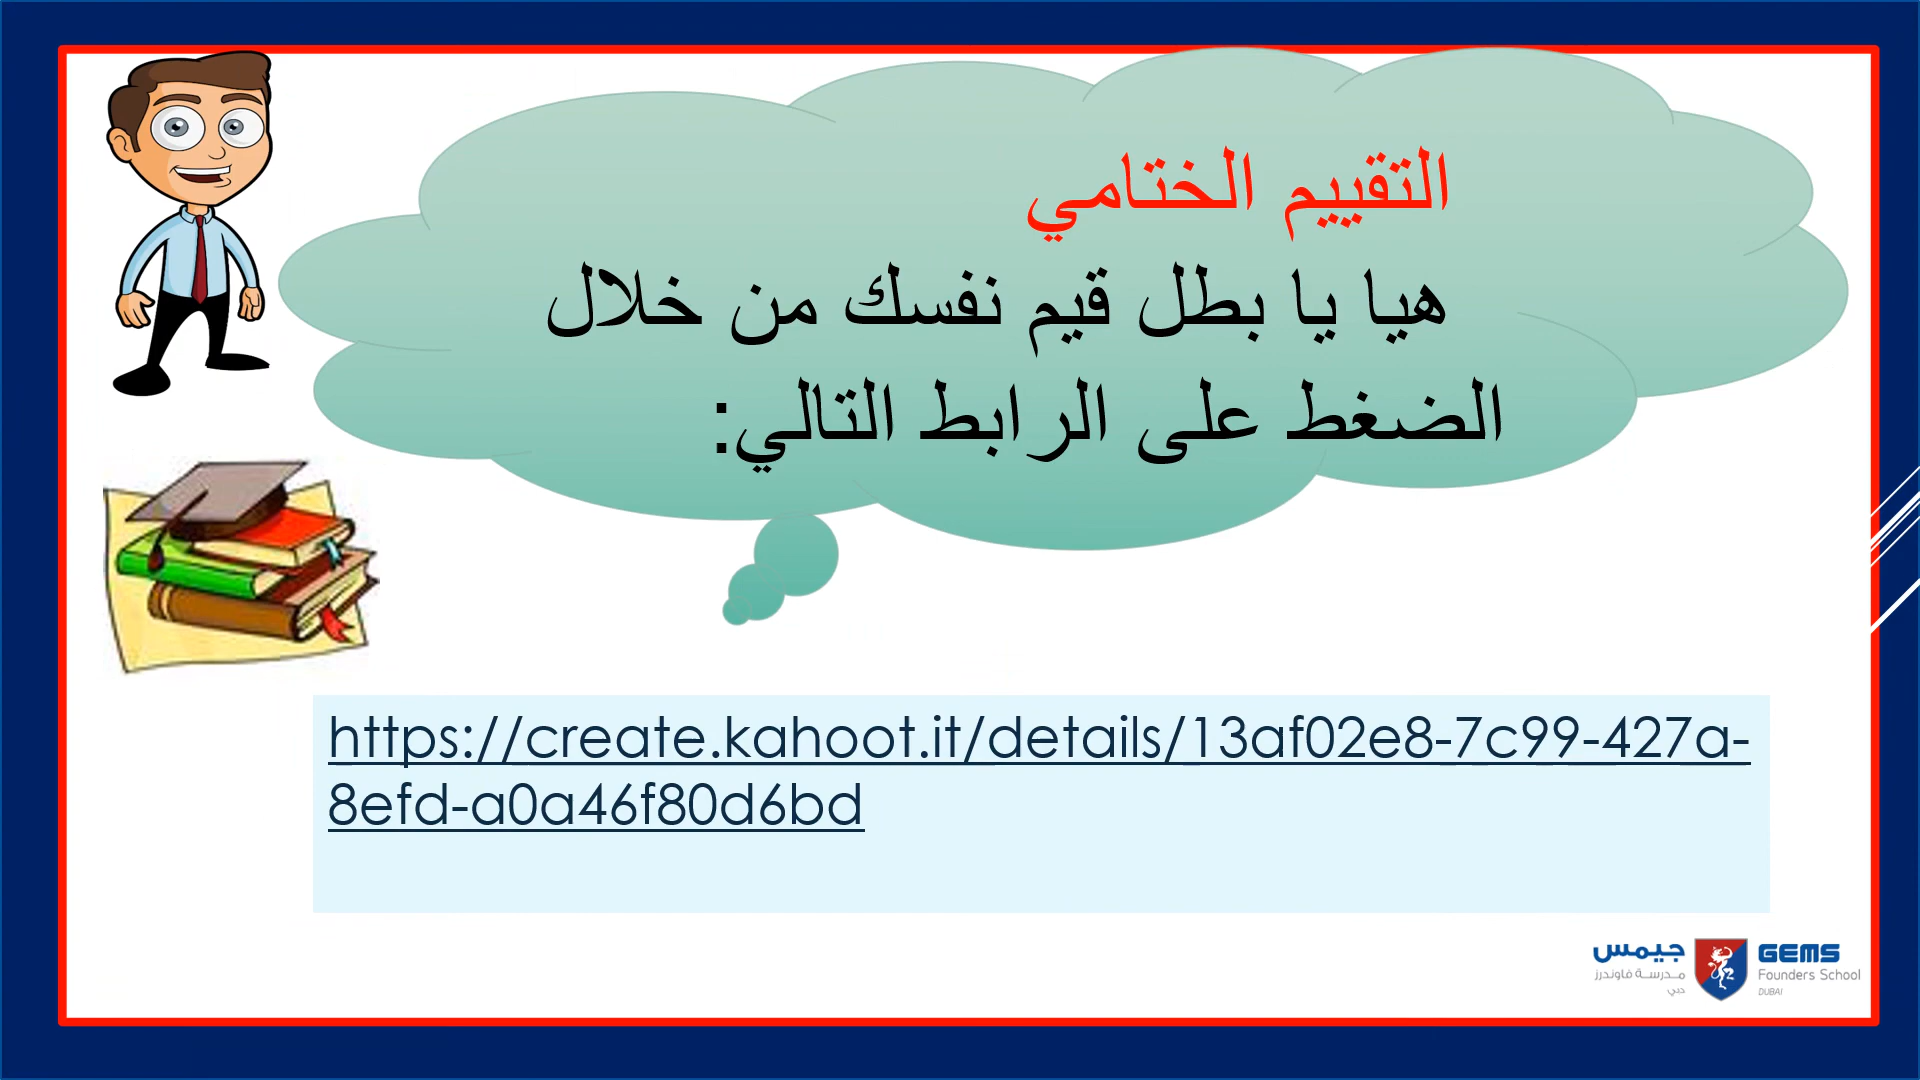 التقييم الختامي
هيا يا بطل قيم نفسك من خلال
الضغط على الرابط التالي:
https://create.kahoot.it/details/13af02e8-7c99-427a-
8efd-a0a46f80d6bd
جيمس
مدرسة فاوندرز
دبي
GEMS
Founders School
DUBAI